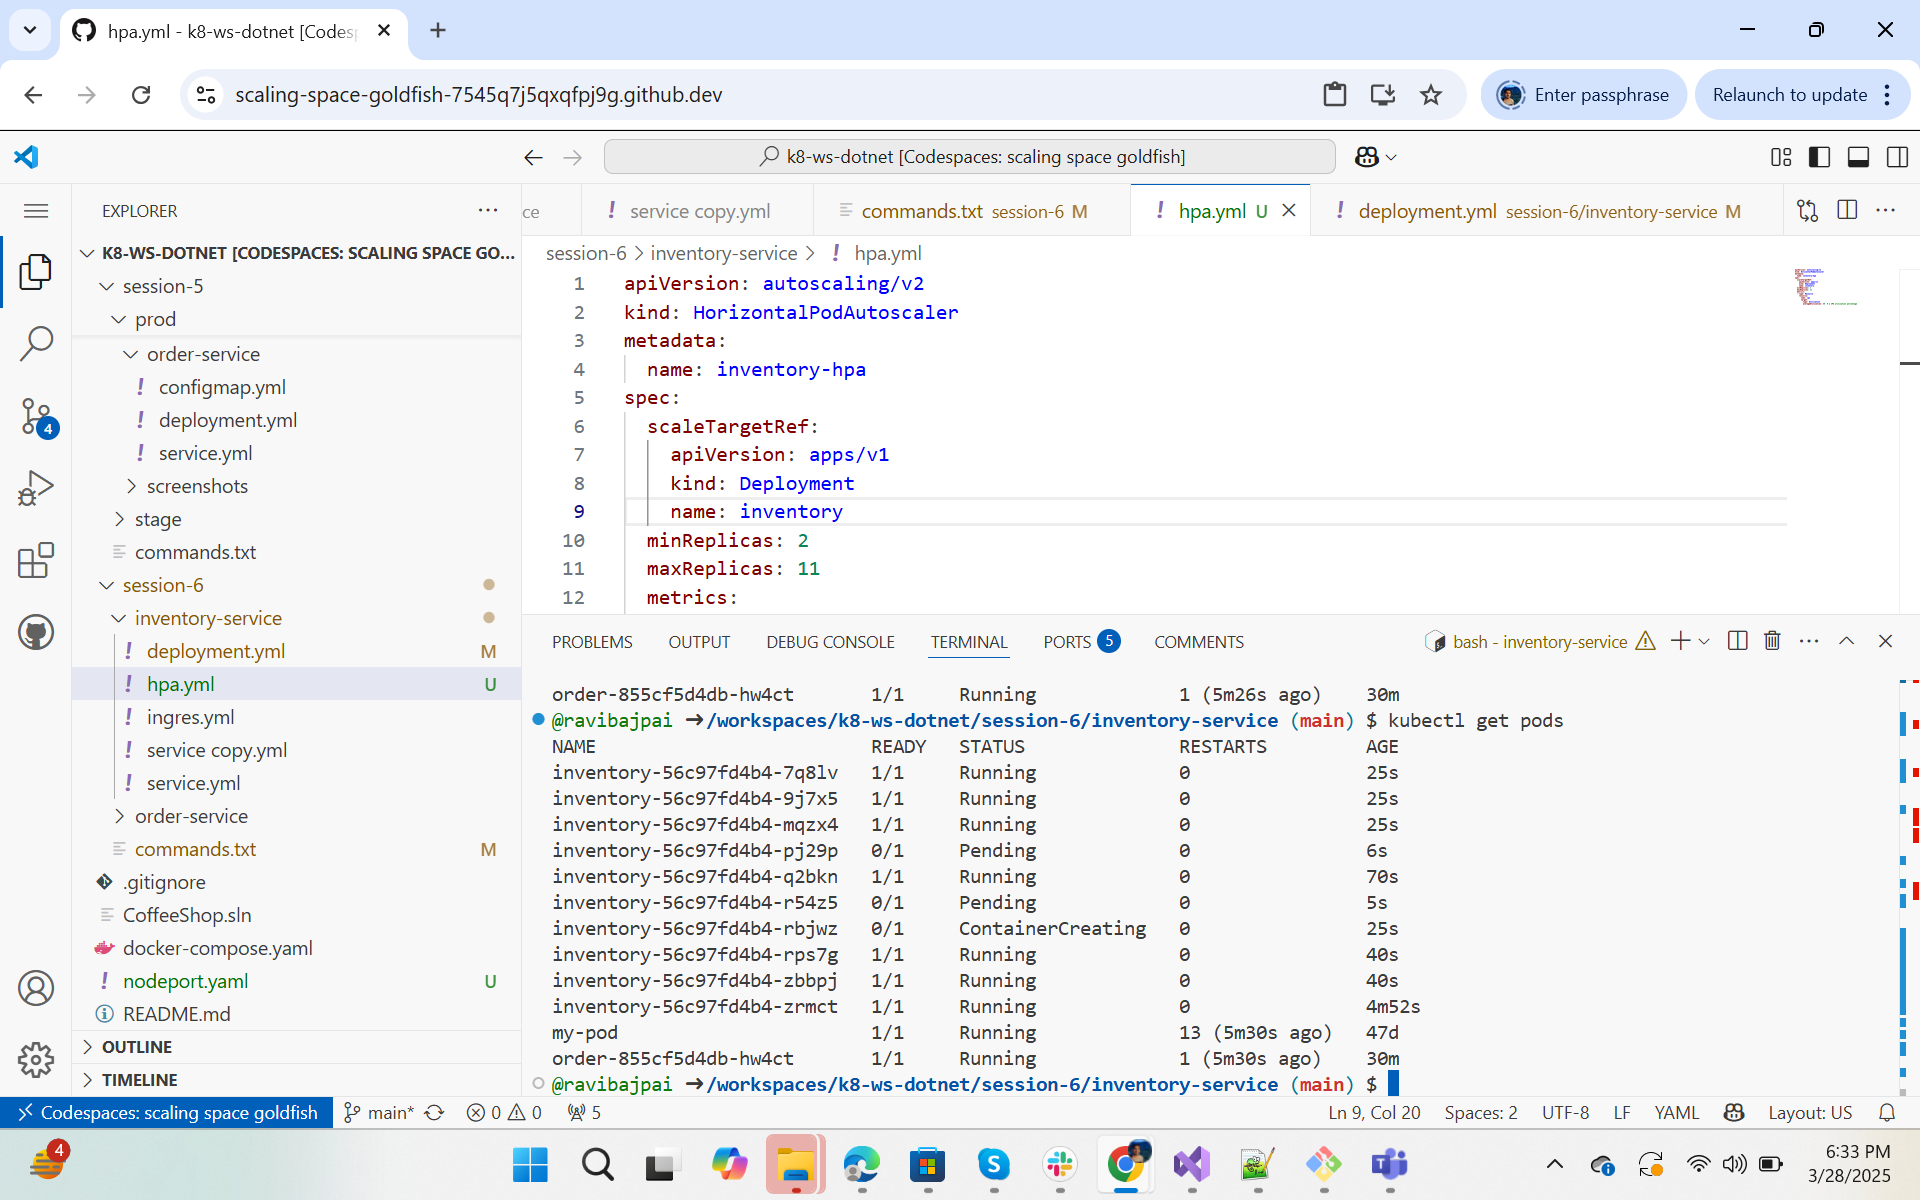 hpa.yml - k8-ws-dotnet [Codesp
scaling-space-goldfish-7545q7j5qxqfpj9g.github.dev
Enter passphrase
Relaunch to update
k8-ws-dotnet [Codespaces: scaling space goldfish]
EXPLORER
ce
service copy.yml
commands.txt session-6 M
hpa.yml U
deployment.yml session-6/inventory-service M
K8-WS-DOTNET [CODESPACES: SCALING SPACE GO...
session-5
prod
order-service
configmap.yml
deployment.yml
service.yml
screenshots
stage
commands.txt
session-6
inventory-service
deployment.yml M
hpa.yml U
ingres.yml
service copy.yml
service.yml
order-service
commands.txt M
.gitignore
CoffeeShop.sln
docker-compose.yaml
nodeport.yaml U
README.md
OUTLINE
TIMELINE
4
session-6 > inventory-service > hpa.yml
1 apiVersion: autoscaling/v2
2 kind: HorizontalPodAutoscaler
3 metadata:
4 name: inventory-hpa
5 spec:
6 scaleTargetRef:
7 apiVersion: apps/v1
8 kind: Deployment
9 name: inventory
10 minReplicas: 2
11 maxReplicas: 11
12 metrics:
PROBLEMS OUTPUT DEBUG CONSOLE TERMINAL PORTS 5 COMMENTS
bash - inventory-service
order-855cf5d4db-hw4ct 1/1 Running 1 (5m26s ago) 30m
@ravibajpai ➜ /workspaces/k8-ws-dotnet/session-6/inventory-service (main) $ kubectl get pods
NAME READY STATUS RESTARTS AGE
inventory-56c97fd4b4-7q8lv 1/1 Running 0 25s
inventory-56c97fd4b4-9j7x5 1/1 Running 0 25s
inventory-56c97fd4b4-mqzx4 1/1 Running 0 25s
inventory-56c97fd4b4-pj29p 0/1 Pending 0 6s
inventory-56c97fd4b4-q2bkn 1/1 Running 0 70s
inventory-56c97fd4b4-r54z5 0/1 Pending 0 5s
inventory-56c97fd4b4-rbjwz 0/1 ContainerCreating 0 25s
inventory-56c97fd4b4-rps7g 1/1 Running 0 40s
inventory-56c97fd4b4-zbbpj 1/1 Running 0 40s
inventory-56c97fd4b4-zrmct 1/1 Running 0 4m52s
my-pod 1/1 Running 13 (5m30s ago) 47d
order-855cf5d4db-hw4ct 1/1 Running 1 (5m30s ago) 30m
@ravibajpai ➜ /workspaces/k8-ws-dotnet/session-6/inventory-service (main) $
Codespaces: scaling space goldfish main* 0 0 5
Ln 9, Col 20 Spaces: 2 UTF-8 LF YAML Layout: US
4
6:33 PM
3/28/2025